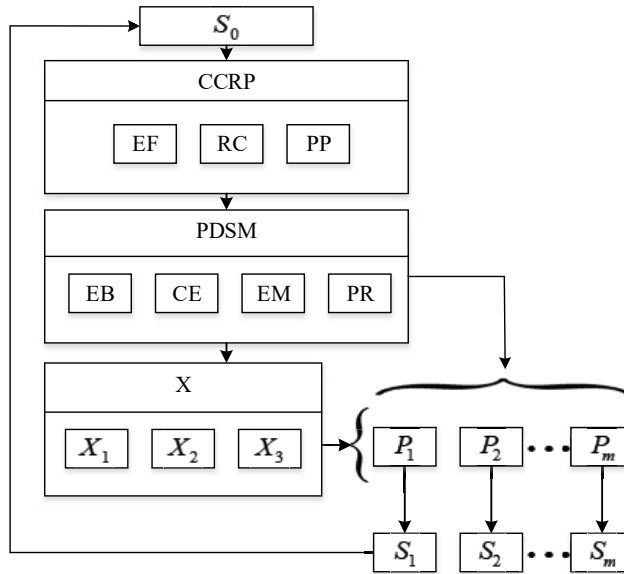 S₀
CCRP
EF RC PP
PDSM
EB CE EM PR
X
X₁ X₂ X₃
P₁ P₂ ••• Pₘ
S₁ S₂ ••• Sₘ